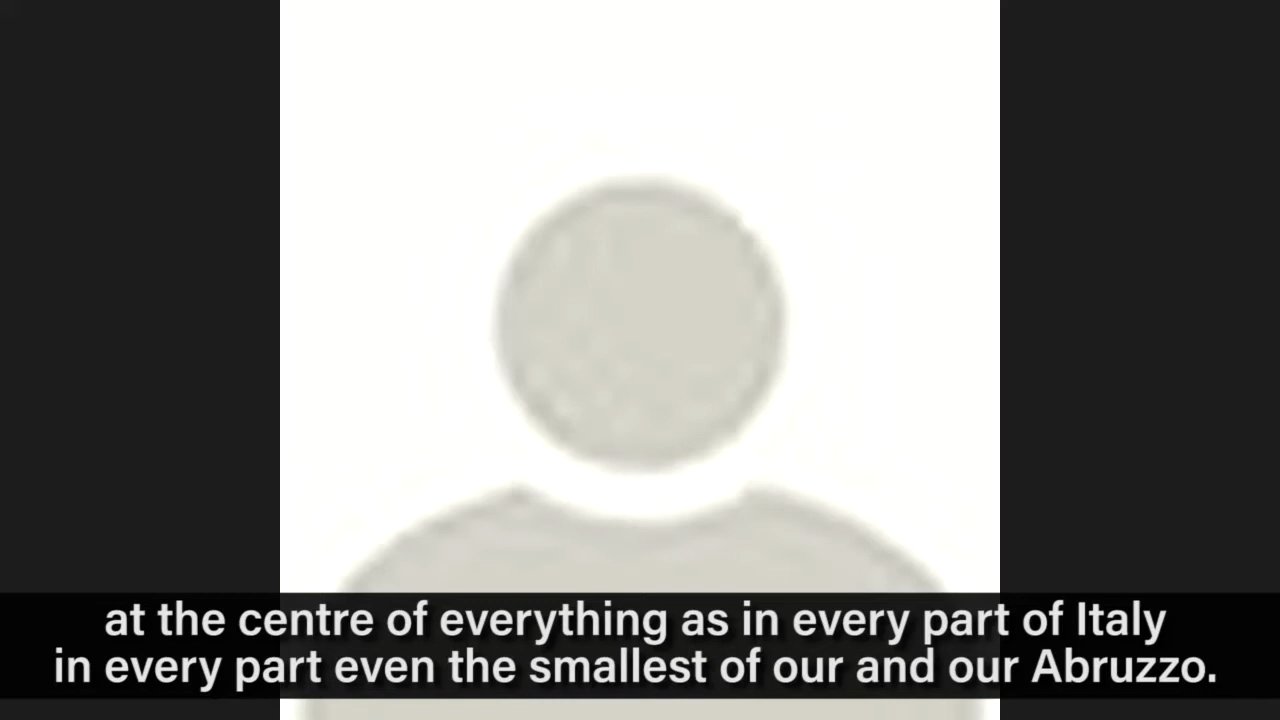 at the centre of everything as in every part of Italy
in every part even the smallest of our and our Abruzzo.